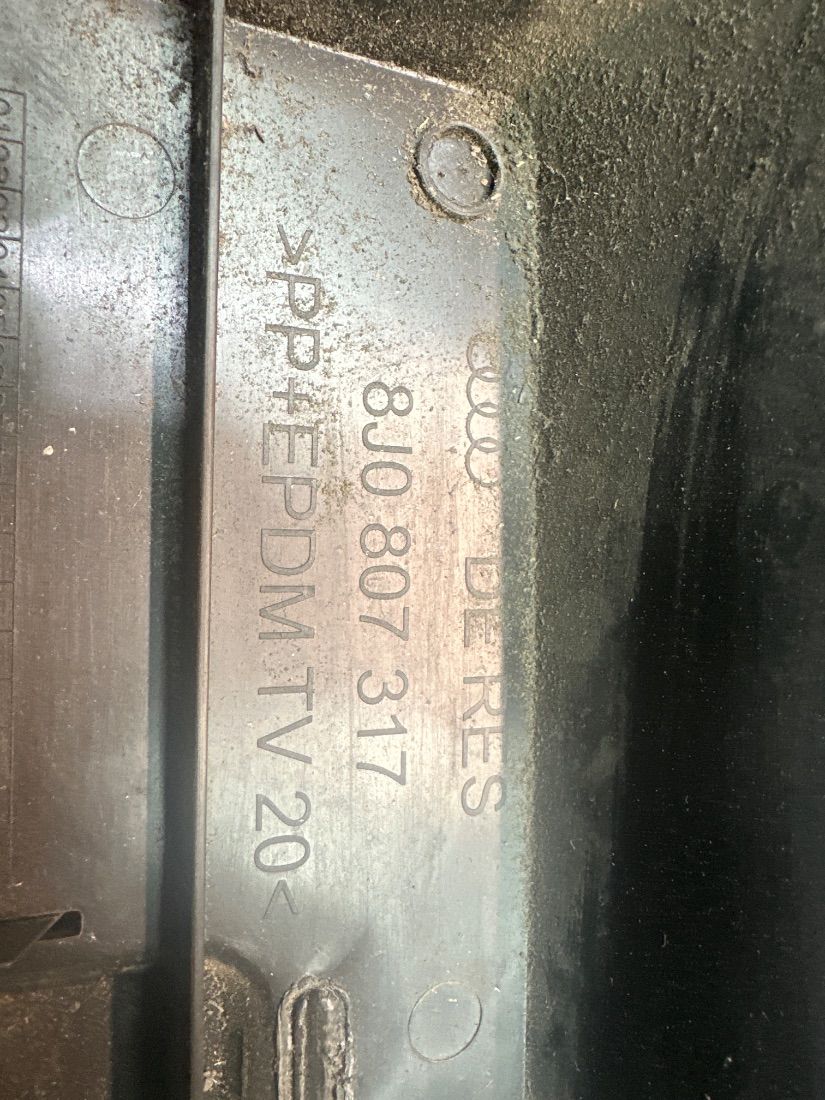 DE RES
8J0 807 317
>PP+EPDM TV 20<